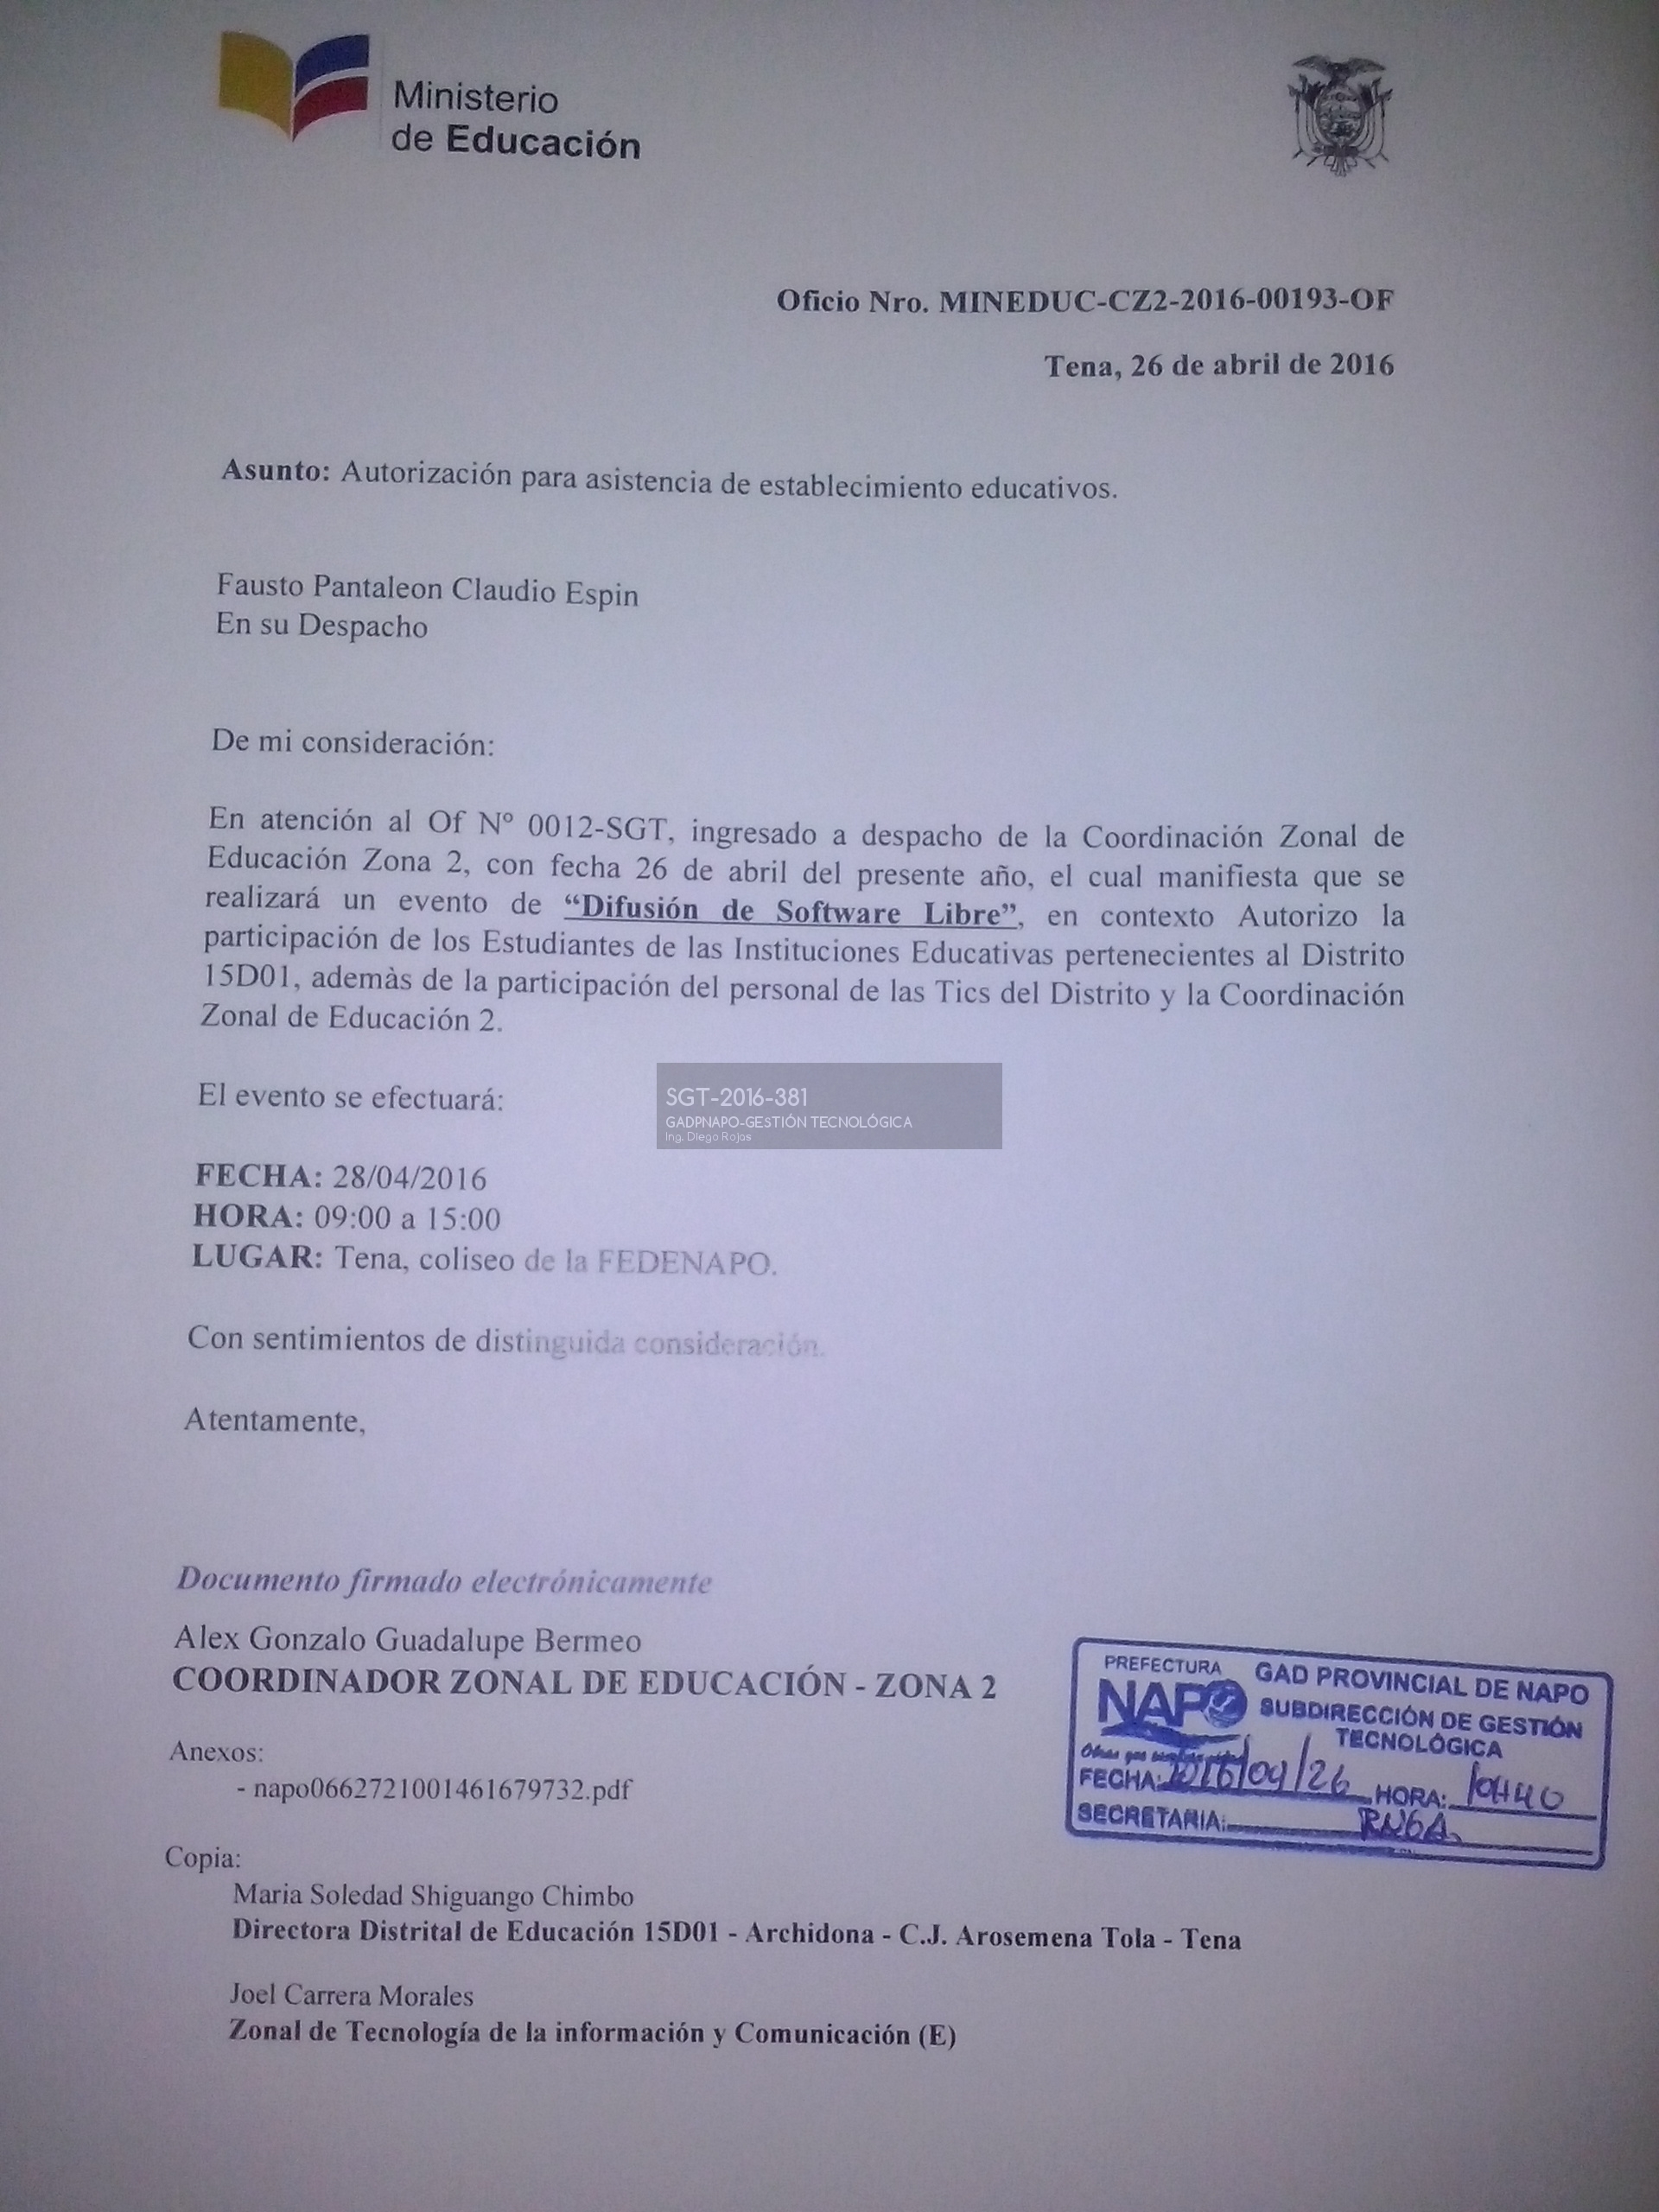 Ministerio
de Educación
Oficio Nro. MINEDUC-CZ2-2016-00193-OF
Tena, 26 de abril de 2016
Asunto: Autorización para asistencia de establecimiento educativos.
Fausto Pantaleon Claudio Espin
En su Despacho
De mi consideración:
En atención al Of Nº 0012-SGT, ingresado a despacho de la Coordinación Zonal de
Educación Zona 2, con fecha 26 de abril del presente año, el cual manifiesta que se
realizará un evento de “Difusión de Software Libre”, en contexto Autorizo la
participación de los Estudiantes de las Instituciones Educativas pertenecientes al Distrito
15D01, ademàs de la participación del personal de las Tics del Distrito y la Coordinación
Zonal de Educación 2.
El evento se efectuará:
SGT-2016-381
GADPNAPO-GESTIÓN TECNOLÓGICA
Ing. Diego Rojas
FECHA: 28/04/2016
HORA: 09:00 a 15:00
LUGAR: Tena, coliseo de la FEDENAPO.
Con sentimientos de distinguida consideración.
Atentamente,
Documento firmado electrónicamente
Alex Gonzalo Guadalupe Bermeo
COORDINADOR ZONAL DE EDUCACIÓN - ZONA 2
PREFECTURA
NAPO
GAD PROVINCIAL DE NAPO
SUBDIRECCIÓN DE GESTIÓN
TECNOLÓGICA
FECHA: 2016/04/26 HORA: 10H40
SECRETARIA:
Anexos:
- napo0662721001461679732.pdf
Copia:
Maria Soledad Shiguango Chimbo
Directora Distrital de Educación 15D01 - Archidona - C.J. Arosemena Tola - Tena
Joel Carrera Morales
Zonal de Tecnología de la información y Comunicación (E)